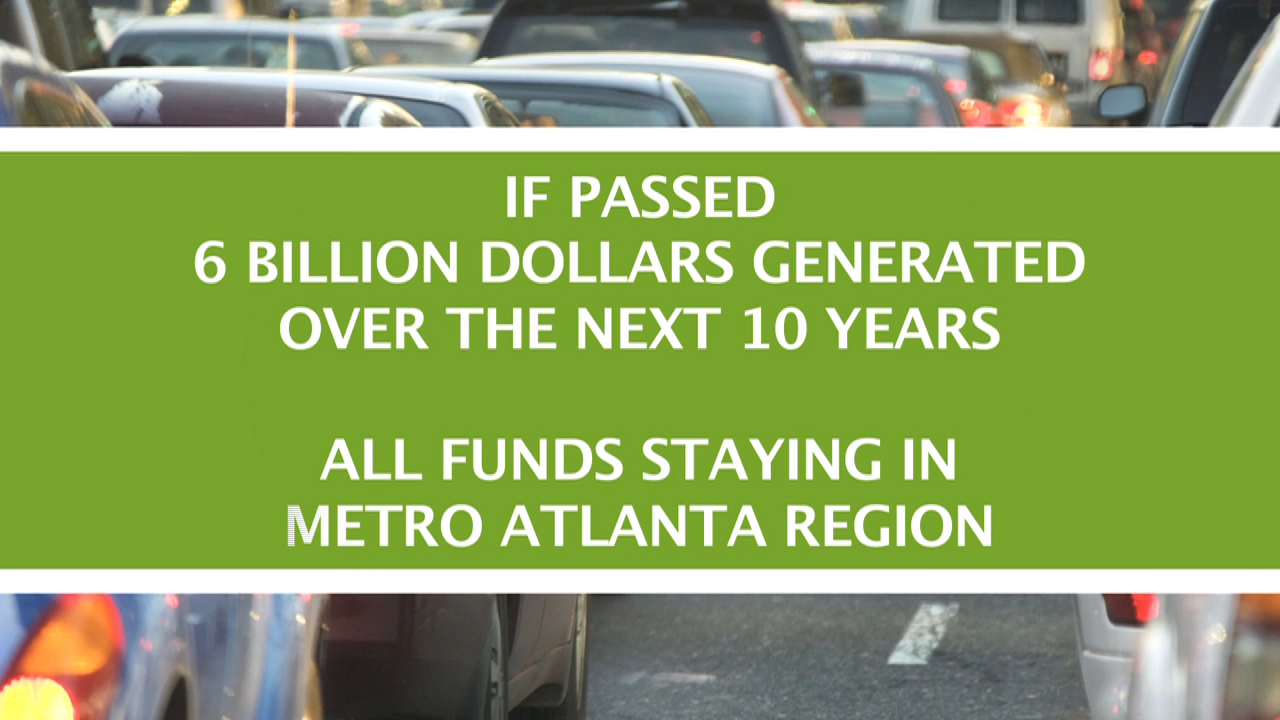 IF PASSED
6 BILLION DOLLARS GENERATED
OVER THE NEXT 10 YEARS
ALL FUNDS STAYING IN
METRO ATLANTA REGION